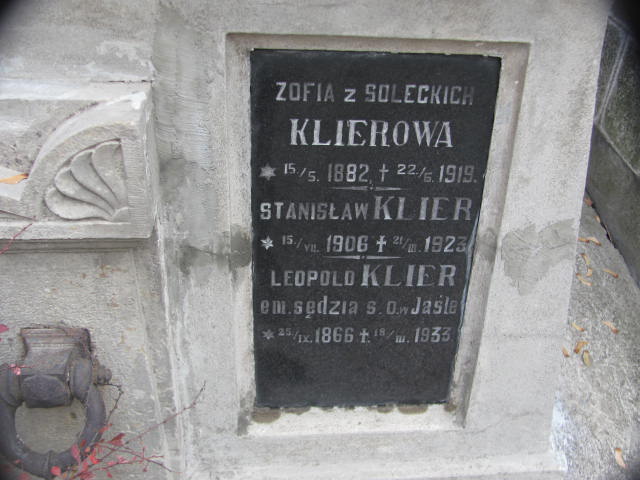 ZOFIA z SOLECKICH
KLIEROWA
✶ 15/5. 1882, † 22./6. 1919.
STANISŁAW KLIER
✶ 15./VII. 1906 † 21/III. 1923
LEOPOLD KLIER
em. sędzia s. o. w Jaśle
✶ 25/IX. 1866 †. 18/III. 1933.